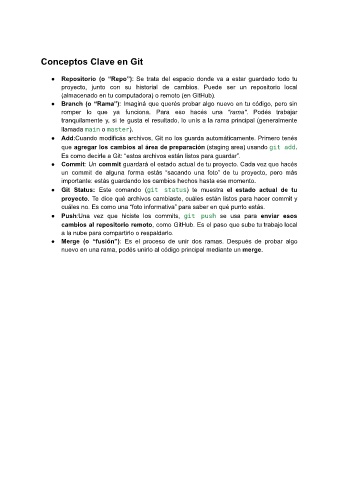 Conceptos Clave en Git
● Repositorio (o “Repo”): Se trata del espacio donde va a estar guardado todo tu
proyecto, junto con su historial de cambios. Puede ser un repositorio local
(almacenado en tu computadora) o remoto (en GitHub).
● Branch (o “Rama”): Imaginá que querés probar algo nuevo en tu código, pero sin
romper lo que ya funciona. Para eso hacés una "rama". Podés trabajar
tranquilamente y, si te gusta el resultado, lo unís a la rama principal (generalmente
llamada main o master).
● Add:Cuando modificás archivos, Git no los guarda automáticamente. Primero tenés
que agregar los cambios al área de preparación (staging area) usando git add.
Es como decirle a Git: “estos archivos están listos para guardar”.
● Commit: Un commit guardará el estado actual de tu proyecto. Cada vez que hacés
un commit de alguna forma estás “sacando una foto” de tu proyecto, pero más
importante: estás guardando los cambios hechos hasta ese momento.
● Git Status: Este comando (git status) te muestra el estado actual de tu
proyecto. Te dice qué archivos cambiaste, cuáles están listos para hacer commit y
cuáles no. Es como una “foto informativa” para saber en qué punto estás.
● Push:Una vez que hiciste los commits, git push se usa para enviar esos
cambios al repositorio remoto, como GitHub. Es el paso que sube tu trabajo local
a la nube para compartirlo o respaldarlo.
● Merge (o “fusión”): Es el proceso de unir dos ramas. Después de probar algo
nuevo en una rama, podés unirlo al código principal mediante un merge.